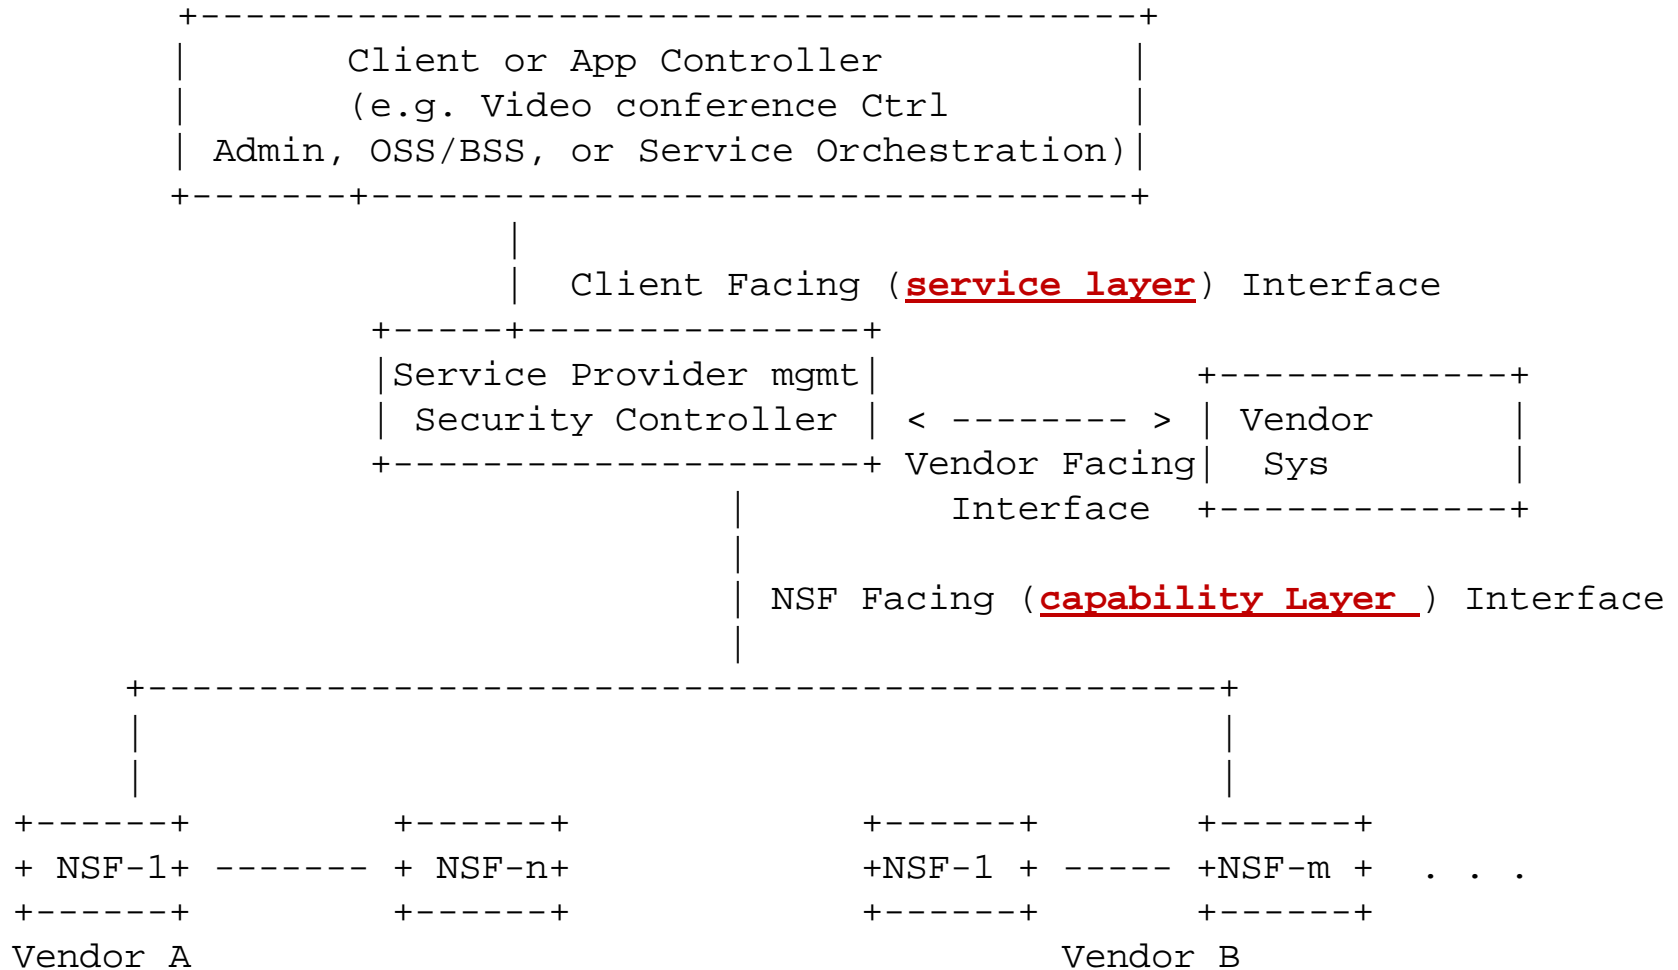 +------------------------------------------+
| Client or App Controller |
| (e.g. Video conference Ctrl |
| Admin, OSS/BSS, or Service Orchestration)|
+-------+----------------------------------+
|
| Client Facing (service layer) Interface
+-----+---------------+
|Service Provider mgmt| +-------------+
| Security Controller | < -------- > | Vendor |
+---------------------+ Vendor Facing| Sys |
| Interface +-------------+
|
| NSF Facing (capability Layer ) Interface
|
+------------------------------------------------+
| |
| |
+------+ +------+ +------+ +------+
+ NSF-1+ ------- + NSF-n+ +NSF-1 + ----- +NSF-m + . . .
+------+ +------+ +------+ +------+
Vendor A Vendor B